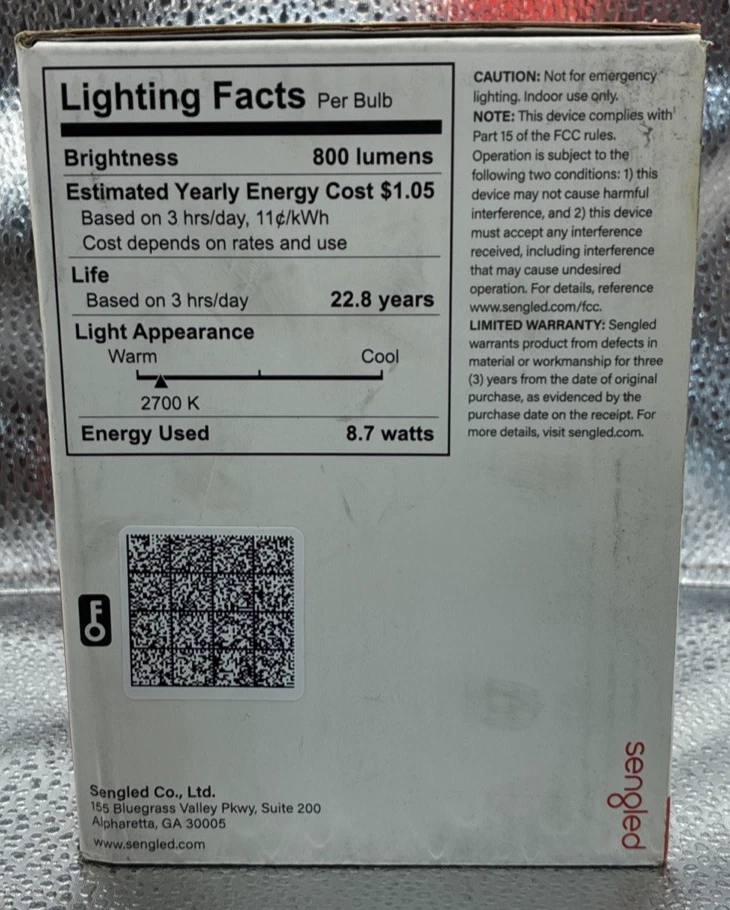 Lighting Facts Per Bulb
Brightness 800 lumens
Estimated Yearly Energy Cost $1.05
Based on 3 hrs/day, 11¢/kWh
Cost depends on rates and use
Life
Based on 3 hrs/day 22.8 years
Light Appearance
Warm Cool
2700 K
Energy Used 8.7 watts
CAUTION: Not for emergency
lighting. Indoor use only.
NOTE: This device complies with
Part 15 of the FCC rules.
Operation is subject to the
following two conditions: 1) this
device may not cause harmful
interference, and 2) this device
must accept any interference
received, including interference
that may cause undesired
operation. For details, reference
www.sengled.com/fcc.
LIMITED WARRANTY: Sengled
warrants product from defects in
material or workmanship for three
(3) years from the date of original
purchase, as evidenced by the
purchase date on the receipt. For
more details, visit sengled.com.
Sengled Co., Ltd.
155 Bluegrass Valley Pkwy, Suite 200
Alpharetta, GA 30005
www.sengled.com
sengled